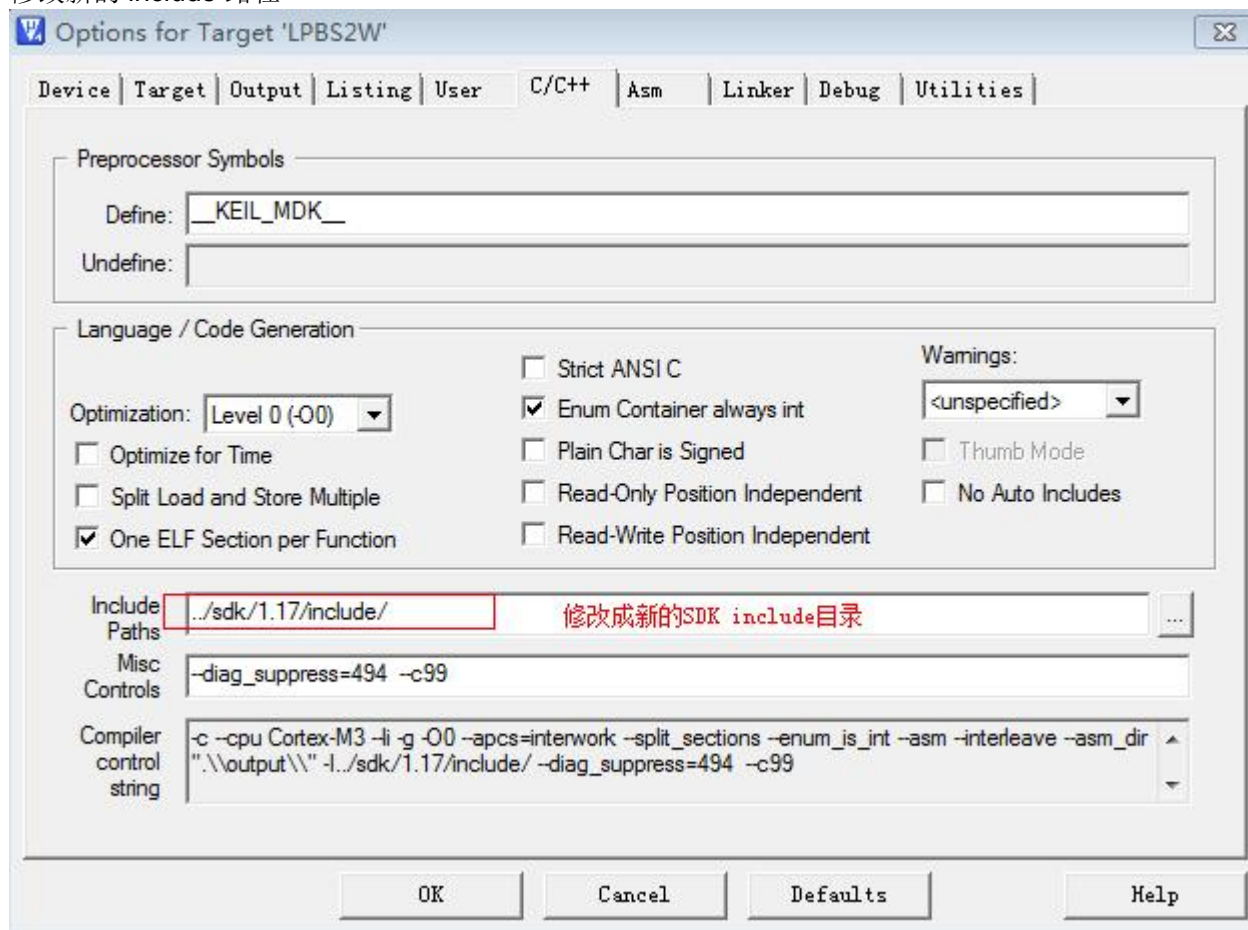 Options for Target 'LPBS2W'
Device Target Output Listing User C/C++ Asm Linker Debug Utilities
Preprocessor Symbols
Define: __KEIL_MDK__
Undefine:
Language / Code Generation
Optimization: Level 0 (-O0)
Optimize for Time
Split Load and Store Multiple
One ELF Section per Function
Strict ANSI C
Enum Container always int
Plain Char is Signed
Read-Only Position Independent
Read-Write Position Independent
Warnings:
<unspecified>
Thumb Mode
No Auto Includes
Include Paths ../sdk/1.17/include/ 修改成新的SDK include目录 ...
Misc Controls --diag_suppress=494 --c99
Compiler control string -c --cpu Cortex-M3 --li -g -O0 --apcs=interwork --split_sections --enum_is_int --asm --interleave --asm_dir
".\\output\\" -I../sdk/1.17/include/ --diag_suppress=494 --c99
OK Cancel Defaults Help